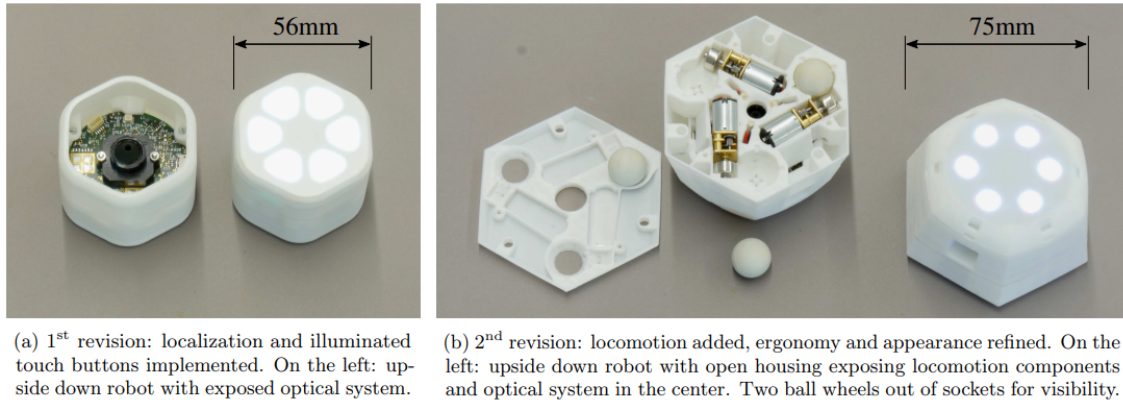 56mm
75mm
(a) 1st revision: localization and illuminated
touch buttons implemented. On the left: up-
side down robot with exposed optical system.
(b) 2nd revision: locomotion added, ergonomy and appearance refined. On the
left: upside down robot with open housing exposing locomotion components
and optical system in the center. Two ball wheels out of sockets for visibility.